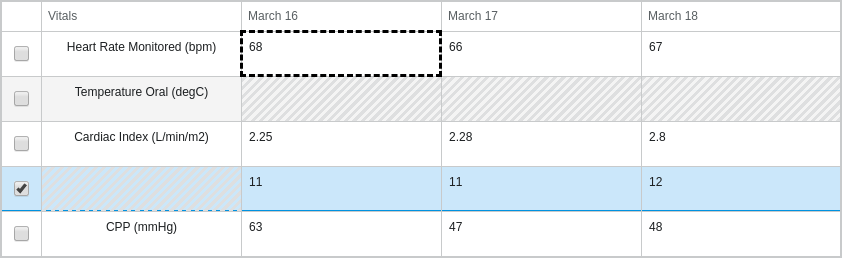 Vitals March 16 March 17 March 18
Heart Rate Monitored (bpm) 68 66 67
Temperature Oral (degC)
Cardiac Index (L/min/m2) 2.25 2.28 2.8
11 11 12
CPP (mmHg) 63 47 48